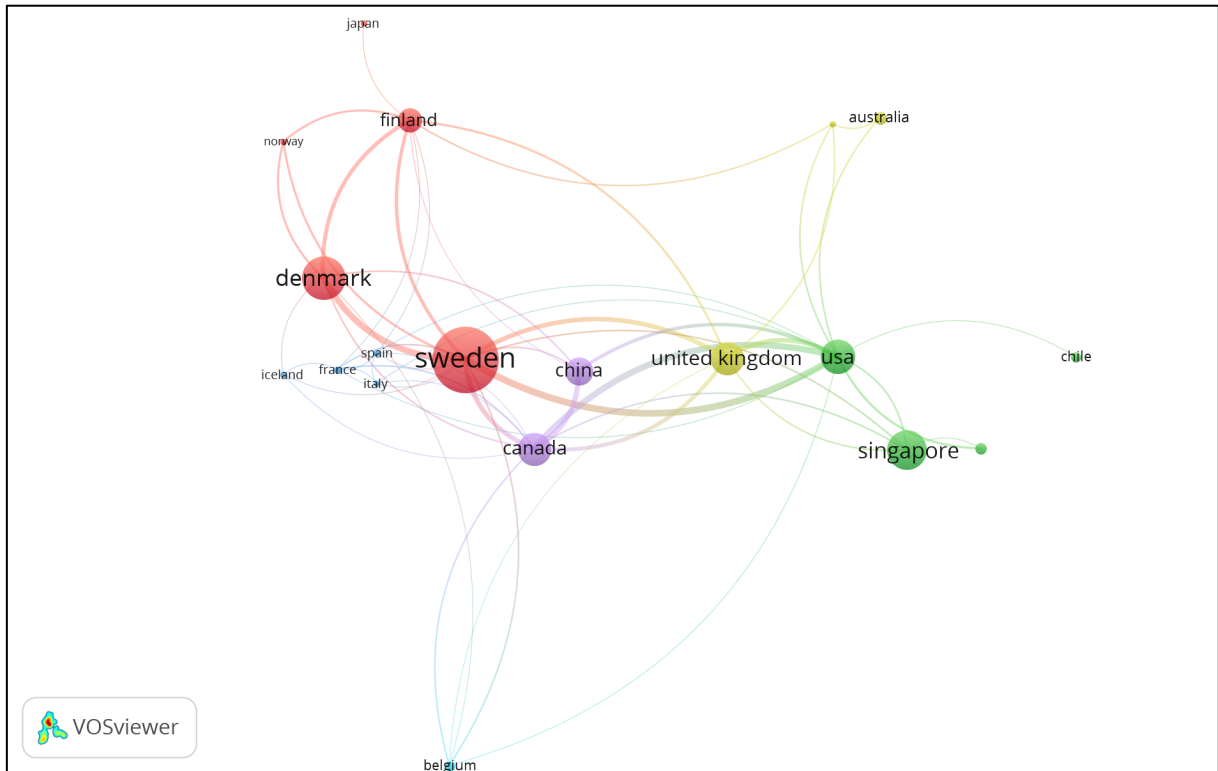 japan
finland
australia
norway
denmark
spain
sweden
united kingdom
usa
chile
china
france
iceland
italy
canada
singapore
VOSviewer
belgium